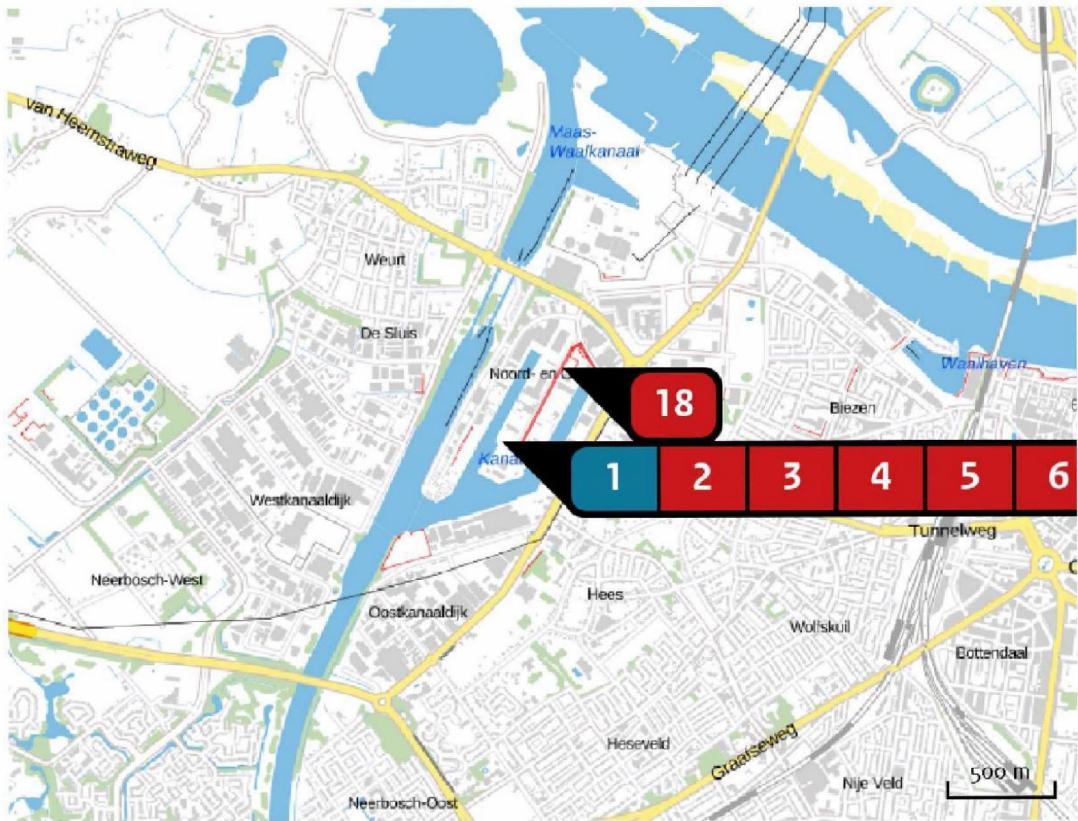 van Heemstraweg
Maas-
Waalkanaal
Weurt
De Sluis
Noord- en O
Waalhaven
18
Biezen
Kana
1 2 3 4 5 6
Westkanaaldijk
Tunnelweg
Neerbosch-West
Hees
Oostkanaaldijk
Wolfskuil
Bottendaal
Heseveld
Graafseweg
Nije Veld
500 m
Neerbosch-Oost